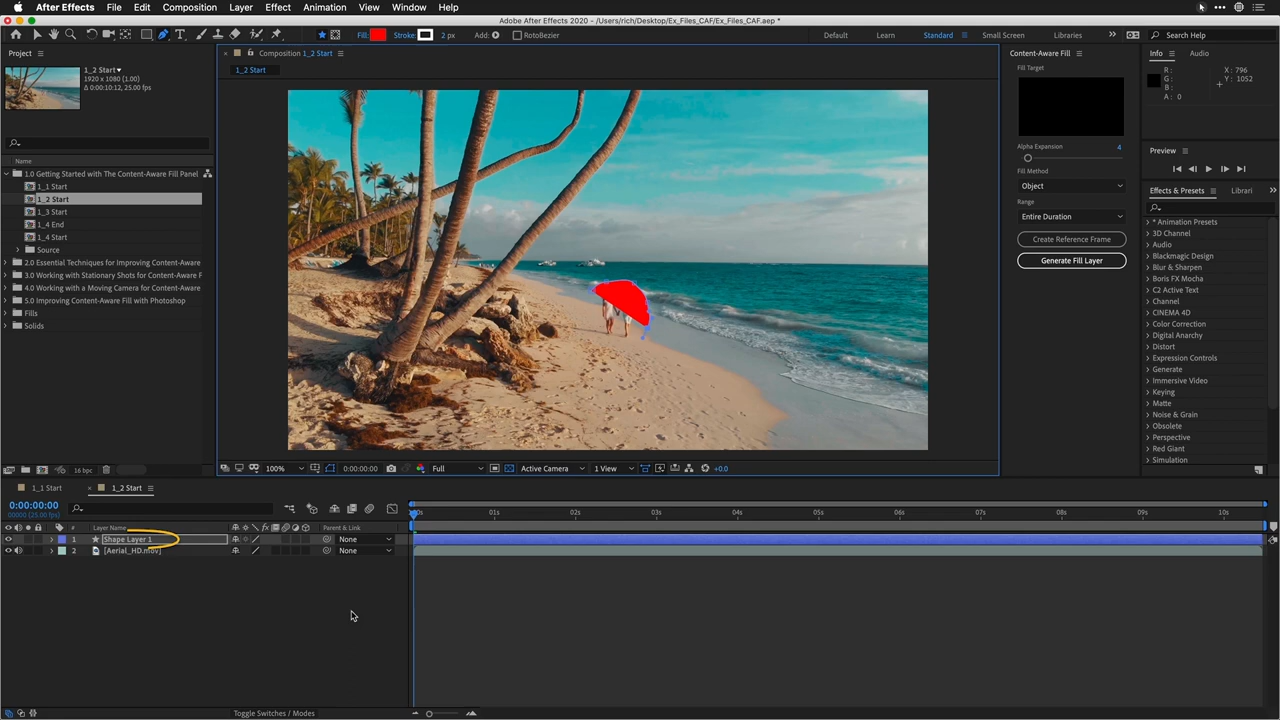 After Effects File Edit Composition Layer Effect Animation View Window Help
Adobe After Effects 2020 - /Users/rich/Desktop/Ex_Files_CAF/Ex_Files_CAF.aep *
Fill: Stroke: 2 px Add: RotoBezier Default Learn Standard Small Screen Libraries Search Help
Project
1_2 Start
1920 x 1080 (1.00)
Δ 0:00:10:12, 25.00 fps
Name
1.0 Getting Started with The Content-Aware Fill Panel
1_1 Start
1_2 Start
1_3 Start
1_4 End
1_4 Start
Source
2.0 Essential Techniques for Improving Content-Aware
3.0 Working with Stationary Shots for Content-Aware F
4.0 Working with a Moving Camera for Content-Aware
5.0 Improving Content-Aware Fill with Photoshop
Fills
Solids
16 bpc
Composition 1_2 Start
1_2 Start
100% 0:00:00:00 Full Active Camera 1 View +0.0
Content-Aware Fill
Fill Target
Alpha Expansion 4
Fill Method
Object
Range
Entire Duration
Create Reference Frame
Generate Fill Layer
Info Audio
R:
G:
B:
A: 0
X: 796
Y: 1052
Preview
Effects & Presets Librari
* Animation Presets
3D Channel
Audio
Blackmagic Design
Blur & Sharpen
Boris FX Mocha
C2 Active Text
Channel
CINEMA 4D
Color Correction
Digital Anarchy
Distort
Expression Controls
Generate
Immersive Video
Keying
Matte
Noise & Grain
Obsolete
Perspective
Red Giant
Simulation
1_1 Start 1_2 Start
0:00:00:00
00000 (25.00 fps)
# Layer Name Parent & Link
1 Shape Layer 1 None
2 [Aerial_HD.mov] None
01s 02s 03s 04s 05s 06s 07s 08s 09s 10s
Toggle Switches / Modes